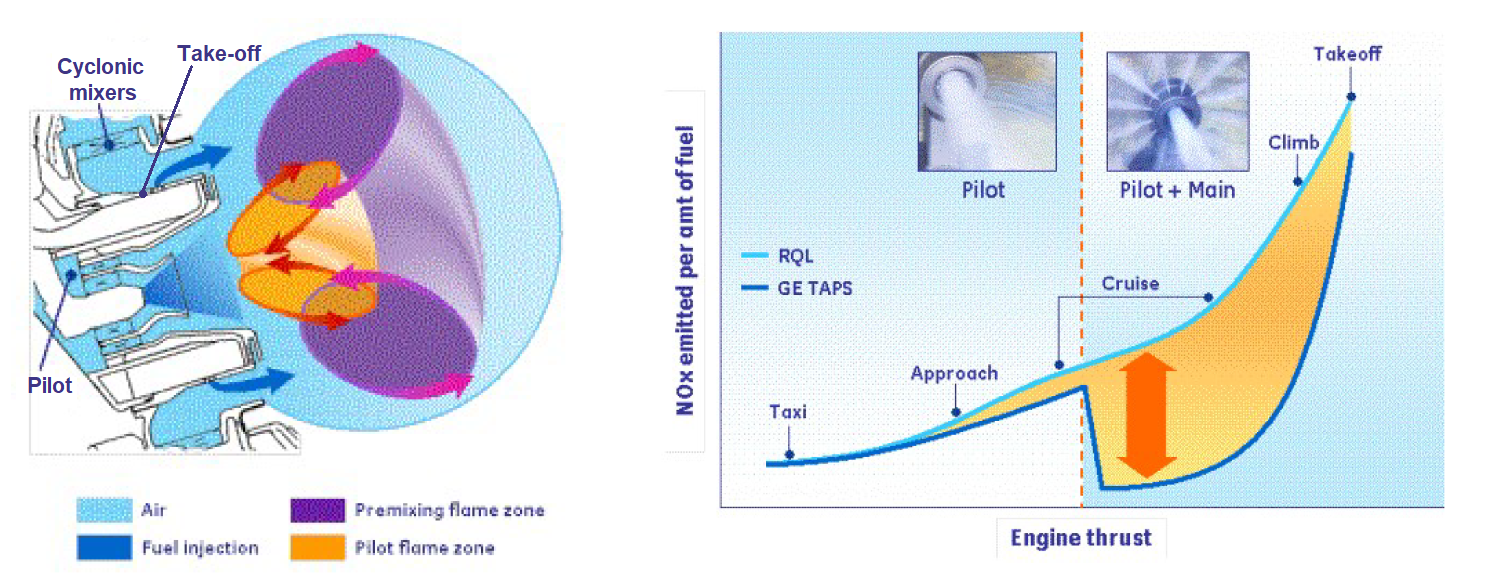 Take-off
Cyclonic
mixers
Pilot
Air
Premixing flame zone
Fuel injection
Pilot flame zone
NOx emitted per amt of fuel
Takeoff
Climb
Pilot
Pilot + Main
RQL
GE TAPS
Cruise
Approach
Taxi
Engine thrust